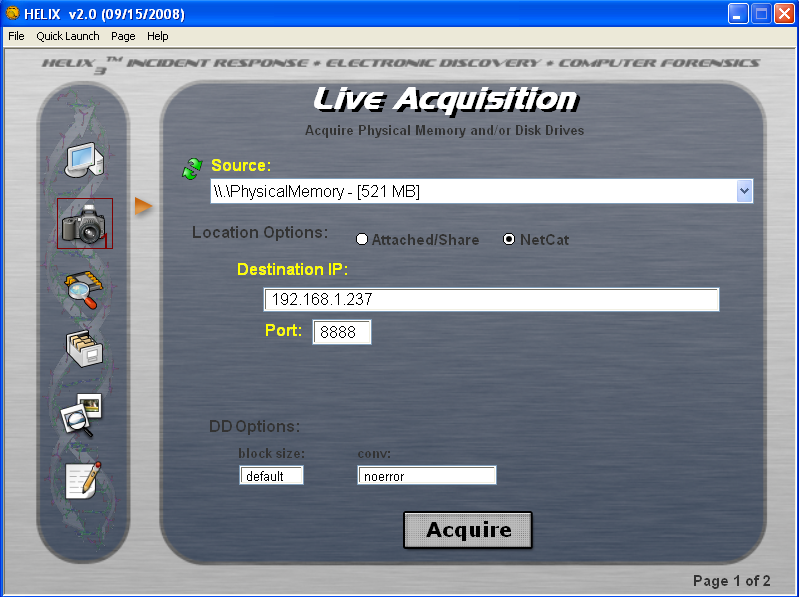 HELIX v2.0 (09/15/2008)
File Quick Launch Page Help
HELIX 3™ INCIDENT RESPONSE • ELECTRONIC DISCOVERY • COMPUTER FORENSICS
Live Acquisition
Acquire Physical Memory and/or Disk Drives
Source:
\\.\PhysicalMemory - [521 MB]
Location Options: Attached/Share NetCat
Destination IP:
192.168.1.237
Port: 8888
DD Options:
block size: conv:
default noerror
Acquire
Page 1 of 2